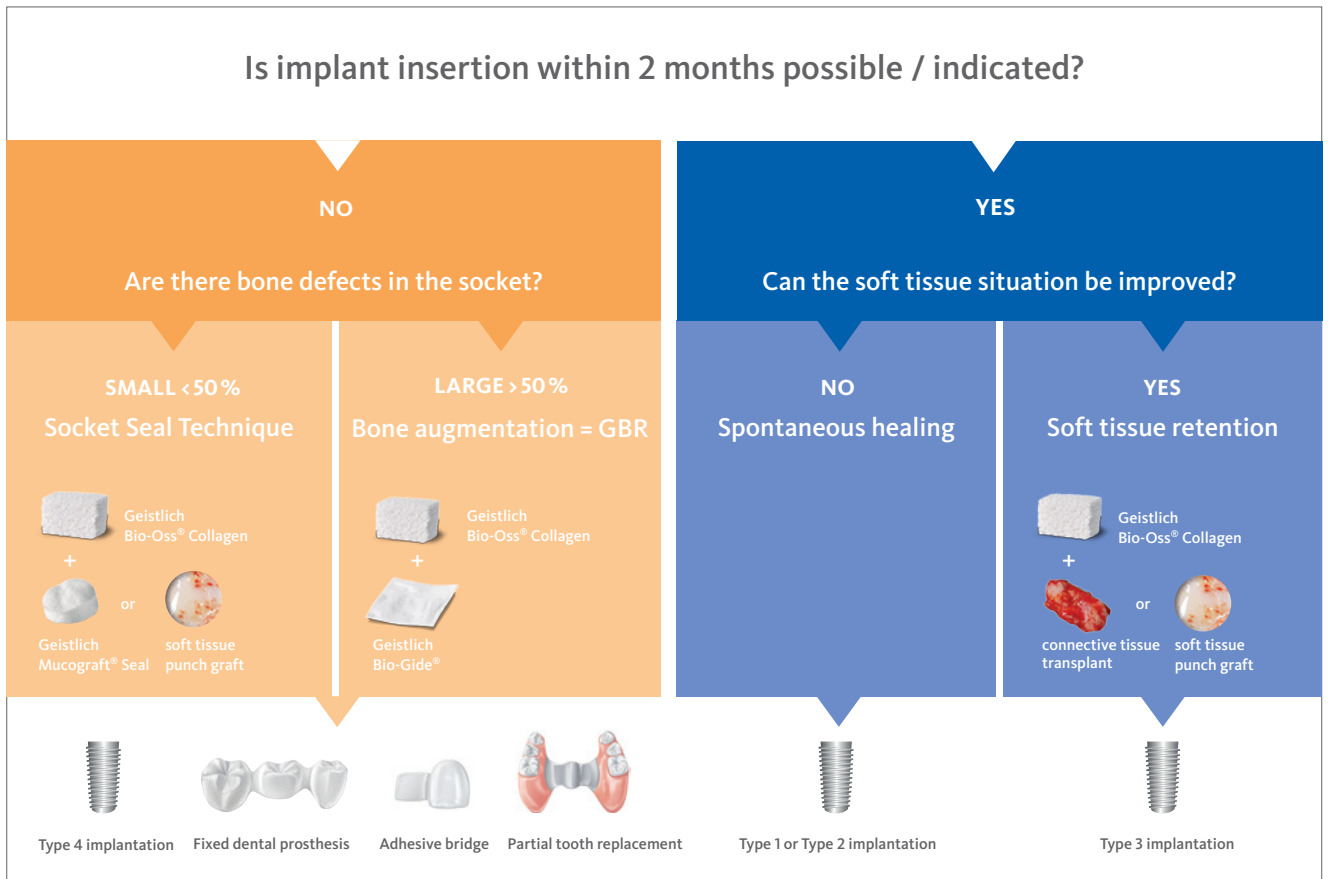 Is implant insertion within 2 months possible / indicated?
NO
Are there bone defects in the socket?
SMALL <50%
Socket Seal Technique
Geistlich
Bio-Oss® Collagen
+
or
Geistlich
Mucograft® Seal
soft tissue
punch graft
LARGE >50%
Bone augmentation = GBR
Geistlich
Bio-Oss® Collagen
+
Geistlich
Bio-Gide®
Type 4 implantation
Fixed dental prosthesis
Adhesive bridge
Partial tooth replacement
YES
Can the soft tissue situation be improved?
NO
Spontaneous healing
Type 1 or Type 2 implantation
YES
Soft tissue retention
Geistlich
Bio-Oss® Collagen
+
or
connective tissue
transplant
soft tissue
punch graft
Type 3 implantation